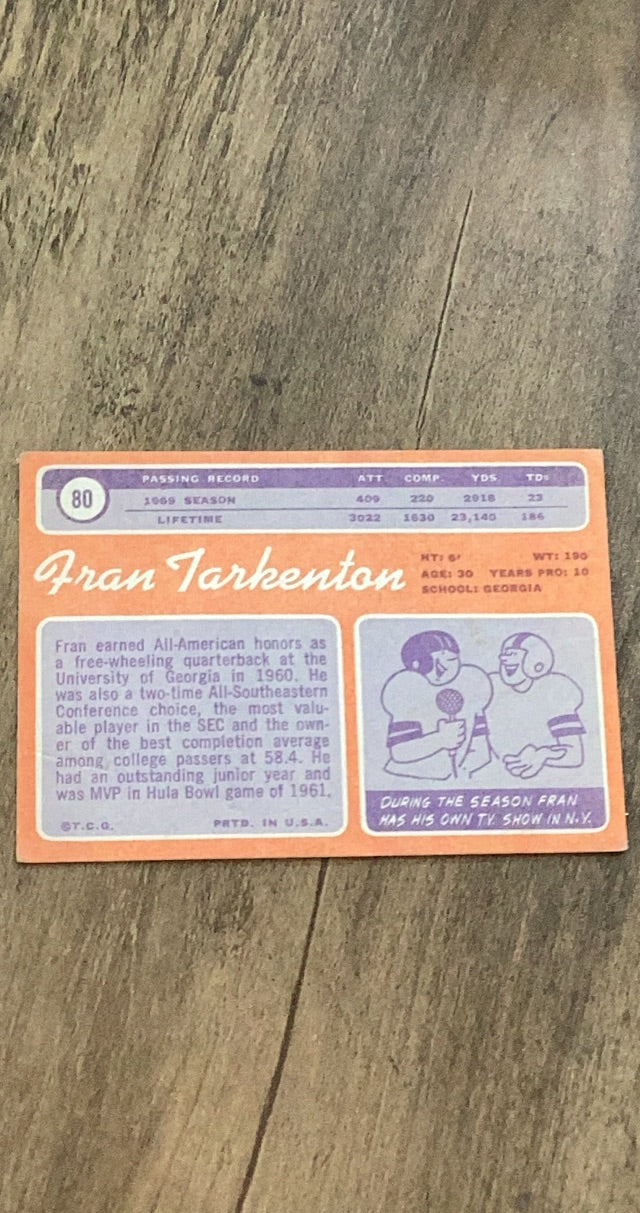 80
PASSING RECORD ATT. COMP. YDS. TDs
1969 SEASON 409 220 2918 23
LIFETIME 3022 1630 23,140 186
Fran Tarkenton
HT: 6' WT: 190
AGE: 30 YEARS PRO: 10
SCHOOL: GEORGIA
Fran earned All-American honors as
a free-wheeling quarterback at the
University of Georgia in 1960. He
was also a two-time All-Southeastern
Conference choice, the most valu-
able player in the SEC and the own-
er of the best completion average
among college passers at 58.4. He
had an outstanding junior year and
was MVP in Hula Bowl game of 1961.
©T.C.G. PRTD. IN U.S.A.
DURING THE SEASON FRAN
HAS HIS OWN TV. SHOW IN N.Y.